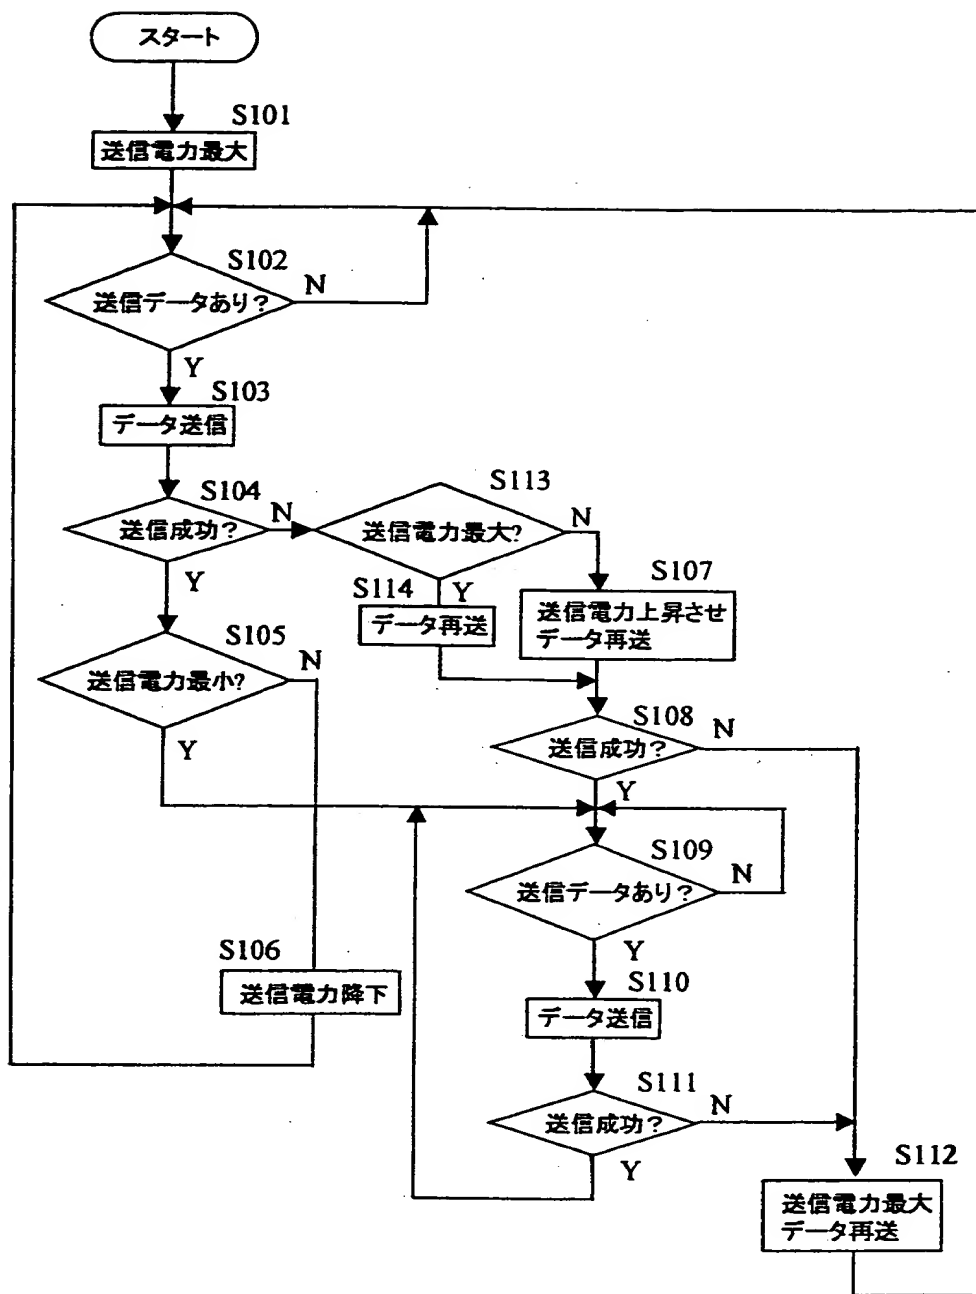 スタート
S101
送信電力最大
S102
送信データあり？
N
Y
S103
データ送信
S104
送信成功？
N
Y
S113
送信電力最大?
N
Y
S114
データ再送
S107
送信電力上昇させ
データ再送
S105
送信電力最小?
N
Y
S108
送信成功？
N
Y
S109
送信データあり？
N
Y
S106
送信電力降下
S110
データ送信
S111
送信成功？
N
Y
S112
送信電力最大
データ再送